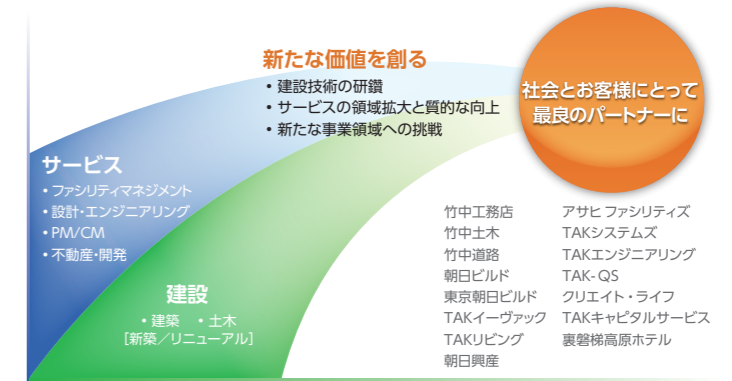 新たな価値を創る
• 建設技術の研鑽
• サービスの領域拡大と質的な向上
• 新たな事業領域への挑戦
社会とお客様にとって
最良のパートナーに
サービス
• ファシリティマネジメント
• 設計・エンジニアリング
• PM/CM
• 不動産・開発
建設
・建築 ・土木
[新築／リニューアル]
竹中工務店
竹中土木
竹中道路
朝日ビルド
東京朝日ビルド
TAKイーヴァック
TAKリビング
朝日興産
アサヒ ファシリティズ
TAKシステムズ
TAKエンジニアリング
TAK-QS
クリエイト・ライフ
TAKキャピタルサービス
裏磐梯高原ホテル